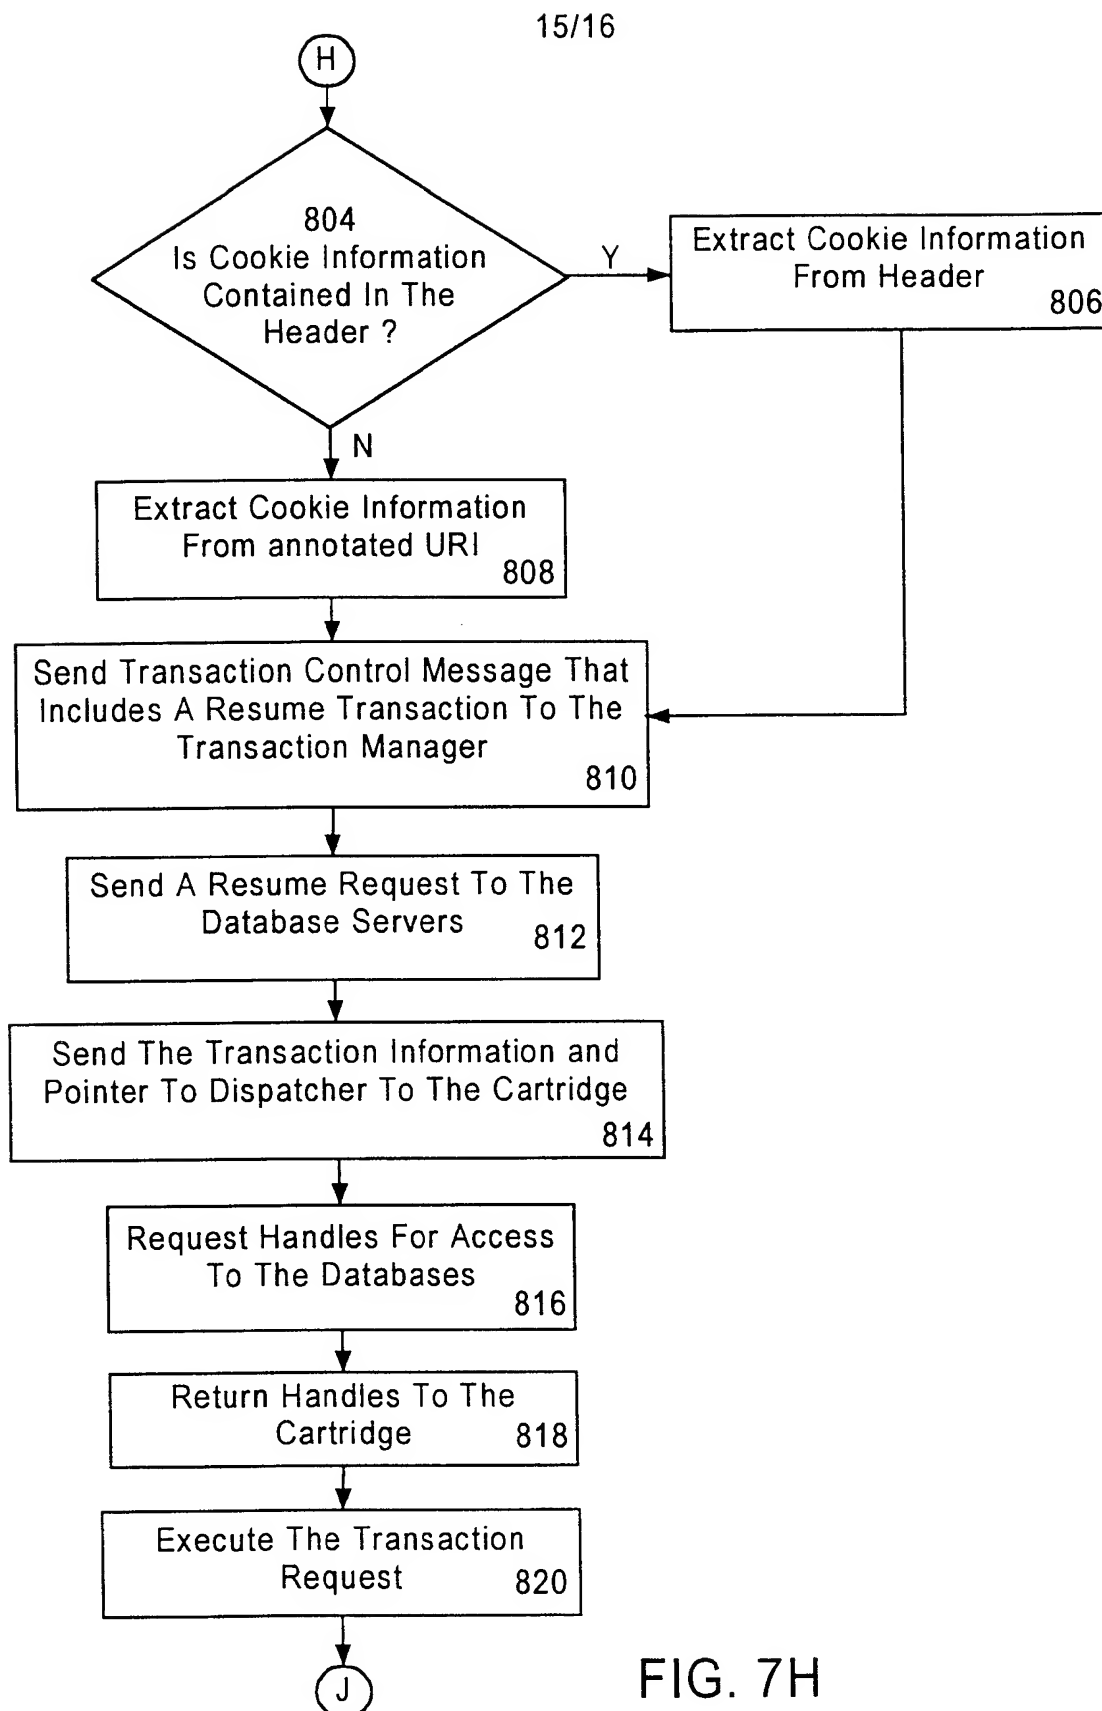 15/16
H
804
Is Cookie Information
Contained In The
Header ?
Y
Extract Cookie Information
From Header
806
N
Extract Cookie Information
From annotated URI
808
Send Transaction Control Message That
Includes A Resume Transaction To The
Transaction Manager
810
Send A Resume Request To The
Database Servers
812
Send The Transaction Information and
Pointer To Dispatcher To The Cartridge
814
Request Handles For Access
To The Databases
816
Return Handles To The
Cartridge
818
Execute The Transaction
Request
820
J
FIG. 7H